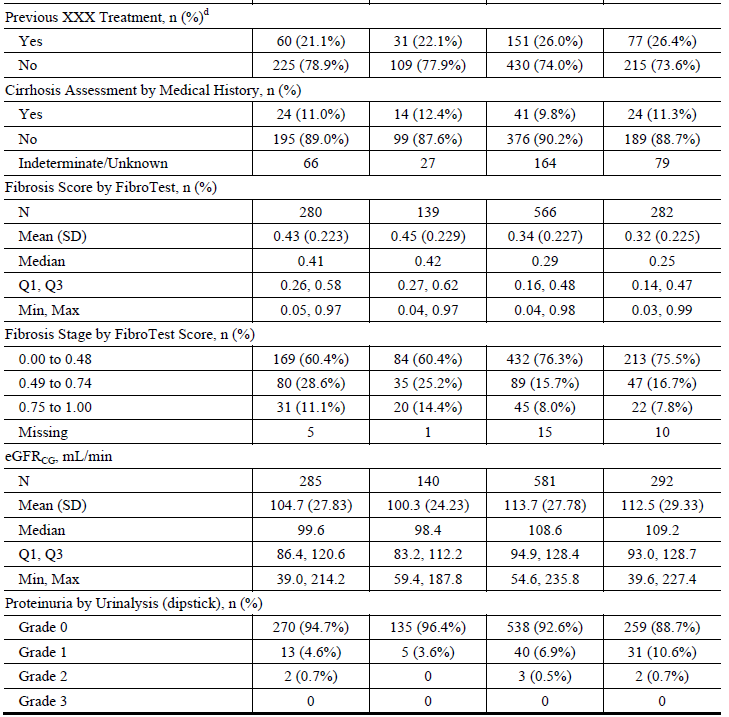 Previous XXX Treatment, n (%)d
Yes 60 (21.1%) 31 (22.1%) 151 (26.0%) 77 (26.4%)
No 225 (78.9%) 109 (77.9%) 430 (74.0%) 215 (73.6%)
Cirrhosis Assessment by Medical History, n (%)
Yes 24 (11.0%) 14 (12.4%) 41 (9.8%) 24 (11.3%)
No 195 (89.0%) 99 (87.6%) 376 (90.2%) 189 (88.7%)
Indeterminate/Unknown 66 27 164 79
Fibrosis Score by FibroTest, n (%)
N 280 139 566 282
Mean (SD) 0.43 (0.223) 0.45 (0.229) 0.34 (0.227) 0.32 (0.225)
Median 0.41 0.42 0.29 0.25
Q1, Q3 0.26, 0.58 0.27, 0.62 0.16, 0.48 0.14, 0.47
Min, Max 0.05, 0.97 0.04, 0.97 0.04, 0.98 0.03, 0.99
Fibrosis Stage by FibroTest Score, n (%)
0.00 to 0.48 169 (60.4%) 84 (60.4%) 432 (76.3%) 213 (75.5%)
0.49 to 0.74 80 (28.6%) 35 (25.2%) 89 (15.7%) 47 (16.7%)
0.75 to 1.00 31 (11.1%) 20 (14.4%) 45 (8.0%) 22 (7.8%)
Missing 5 1 15 10
eGFRCG, mL/min
N 285 140 581 292
Mean (SD) 104.7 (27.83) 100.3 (24.23) 113.7 (27.78) 112.5 (29.33)
Median 99.6 98.4 108.6 109.2
Q1, Q3 86.4, 120.6 83.2, 112.2 94.9, 128.4 93.0, 128.7
Min, Max 39.0, 214.2 59.4, 187.8 54.6, 235.8 39.6, 227.4
Proteinuria by Urinalysis (dipstick), n (%)
Grade 0 270 (94.7%) 135 (96.4%) 538 (92.6%) 259 (88.7%)
Grade 1 13 (4.6%) 5 (3.6%) 40 (6.9%) 31 (10.6%)
Grade 2 2 (0.7%) 0 3 (0.5%) 2 (0.7%)
Grade 3 0 0 0 0